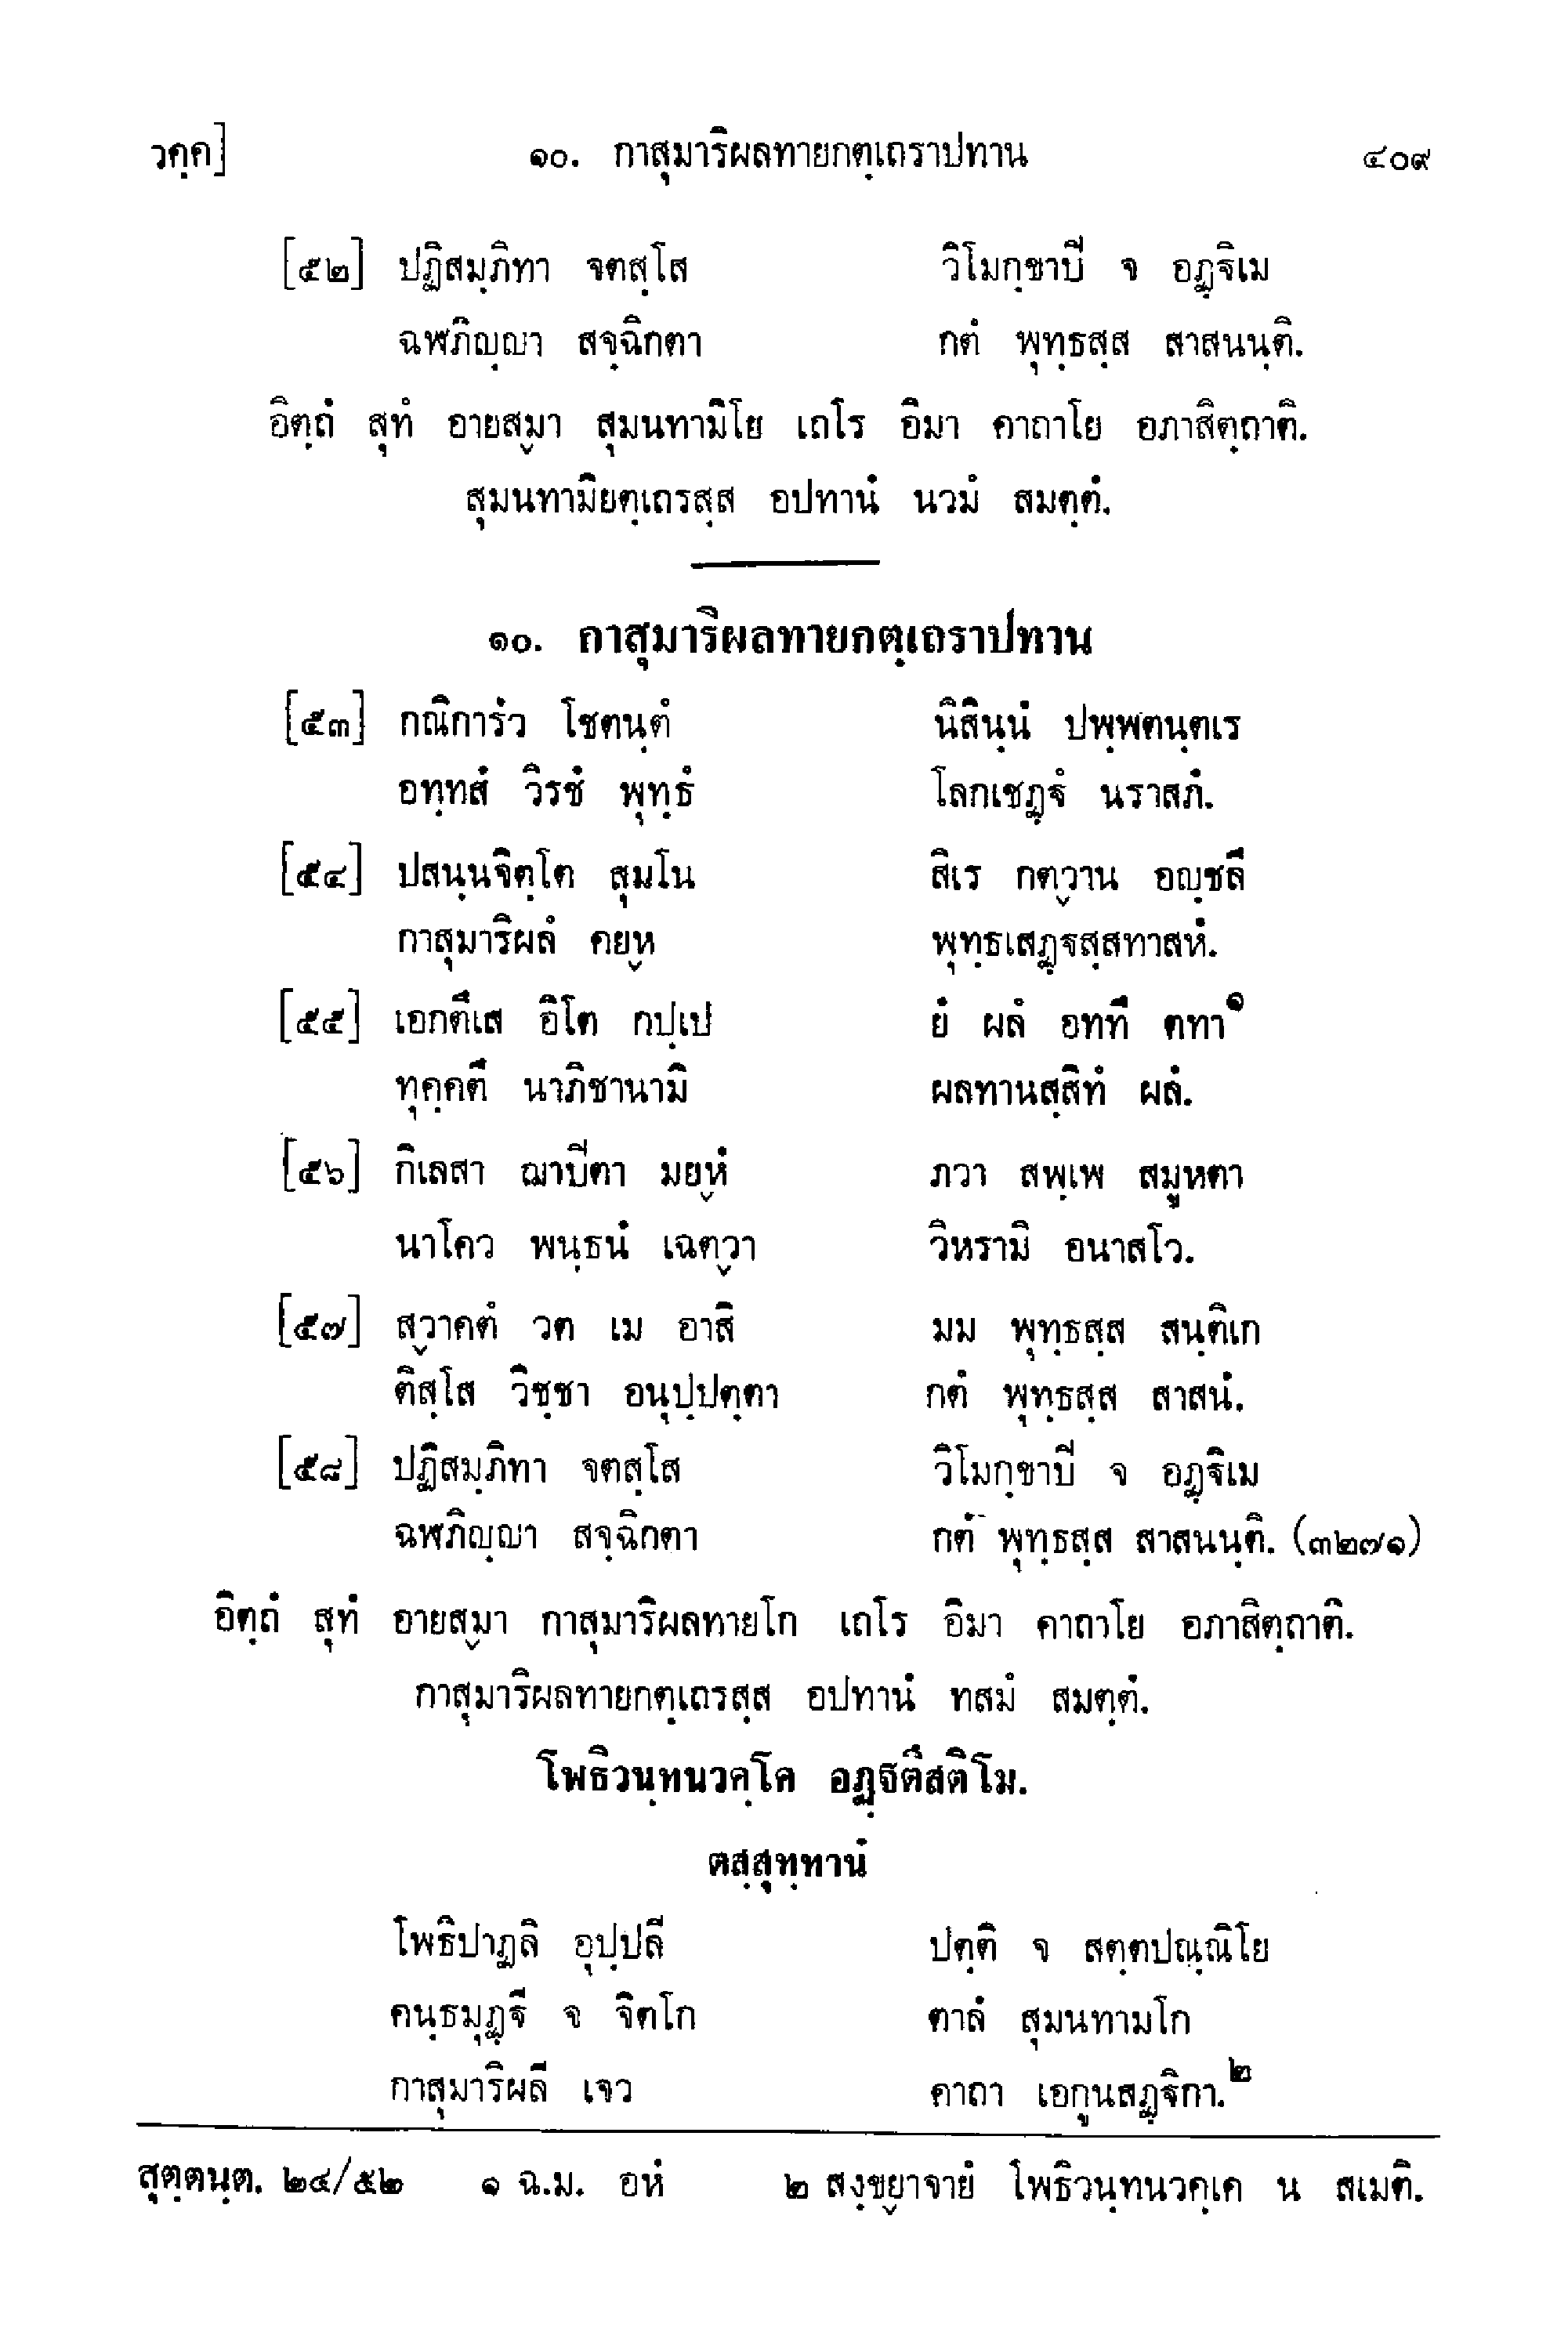 วคฺค] ๑๐. กาสุมาริผลทายกตฺเถราปทาน ๔๐๙
[๕๒] ปฏิสมฺภิทา จตสฺโส วิโมกฺขาปิ จ อฏฺฐิเม
ฉฬภิญฺญา สจฺฉิกตา กตํ พุทฺธสฺส สาสนนฺติ.
อิตฺถํ สุทํ อายสฺมา สุมนทามิโย เถโร อิมา คาถาโย อภาสิตฺถาติ.
สุมนทามิยตฺเถรสฺส อปทานํ นวมํ สมตฺตํ.
๑๐. กาสุมาริผลทายกตฺเถราปทาน
[๕๓] กณิการํว โชตนฺตํ นิสินฺนํ ปพฺพตนฺตเร
อทฺทสํ วิรชํ พุทฺธํ โลกเชฏฺฐํ นราสภํ.
[๕๔] ปสนฺนจิตฺโต สุมโน สิเร กตฺวาน อญฺชลึ
กาสุมาริผลํ คยฺห พุทฺธเสฏฺฐสฺสทาสหํ.
[๕๕] เอกตึเส อิโต กปฺเป ยํ ผลํ อททึ ตทา๑
ทุคฺคตึ นาภิชานามิ ผลทานสฺสิทํ ผลํ.
[๕๖] กิเลสา ฌาปิตา มยฺหํ ภวา สพฺเพ สมูหตา
นาโคว พนฺธนํ เฉตฺวา วิหรามิ อนาสโว.
[๕๗] สฺวาคตํ วต เม อาสิ มม พุทฺธสฺส สนฺติเก
ติสฺโส วิชฺชา อนุปฺปตฺตา กตํ พุทฺธสฺส สาสนํ.
[๕๘] ปฏิสมฺภิทา จตสฺโส วิโมกฺขาปิ จ อฏฺฐิเม
ฉฬภิญฺญา สจฺฉิกตา กตํ พุทฺธสฺส สาสนนฺติ. (๓๒๗๑)
อิตฺถํ สุทํ อายสฺมา กาสุมาริผลทายโก เถโร อิมา คาถาโย อภาสิตฺถาติ.
กาสุมาริผลทายกตฺเถรสฺส อปทานํ ทสมํ สมตฺตํ.
โพธิวนฺทนวคฺโค อฏฺฐตึสติโม.
ตสฺสุทฺทานํ
โพธิปาฏลิ อุปฺปลี ปตฺติ จ สตฺตปณฺณิโย
คนฺธมุฏฺฐี จ จิตโก ตาลํ สุมนทามโก
กาสุมาริผลี เจว คาถา เอกูนสฏฺฐิกา.๒
สุตฺตนฺต. ๒๔/๕๒ ๑ ฉ.ม. อหํ ๒ สงฺขฺยาจายํ โพธิวนฺทนวคฺเค น สเมติ.